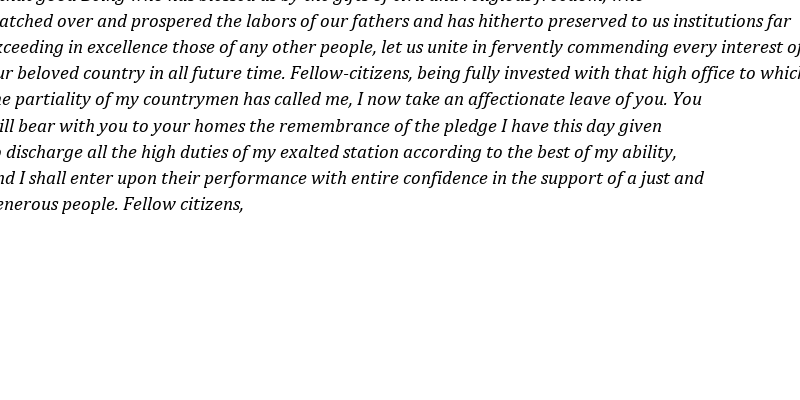 good Being who has blessed us by the gifts of civil and religious freedom, who
atched over and prospered the labors of our fathers and has hitherto preserved to us institutions far
xceeding in excellence those of any other people, let us unite in fervently commending every interest of
ur beloved country in all future time. Fellow-citizens, being fully invested with that high office to which
he partiality of my countrymen has called me, I now take an affectionate leave of you. You
ill bear with you to your homes the remembrance of the pledge I have this day given
o discharge all the high duties of my exalted station according to the best of my ability,
nd I shall enter upon their performance with entire confidence in the support of a just and
enerous people. Fellow citizens,